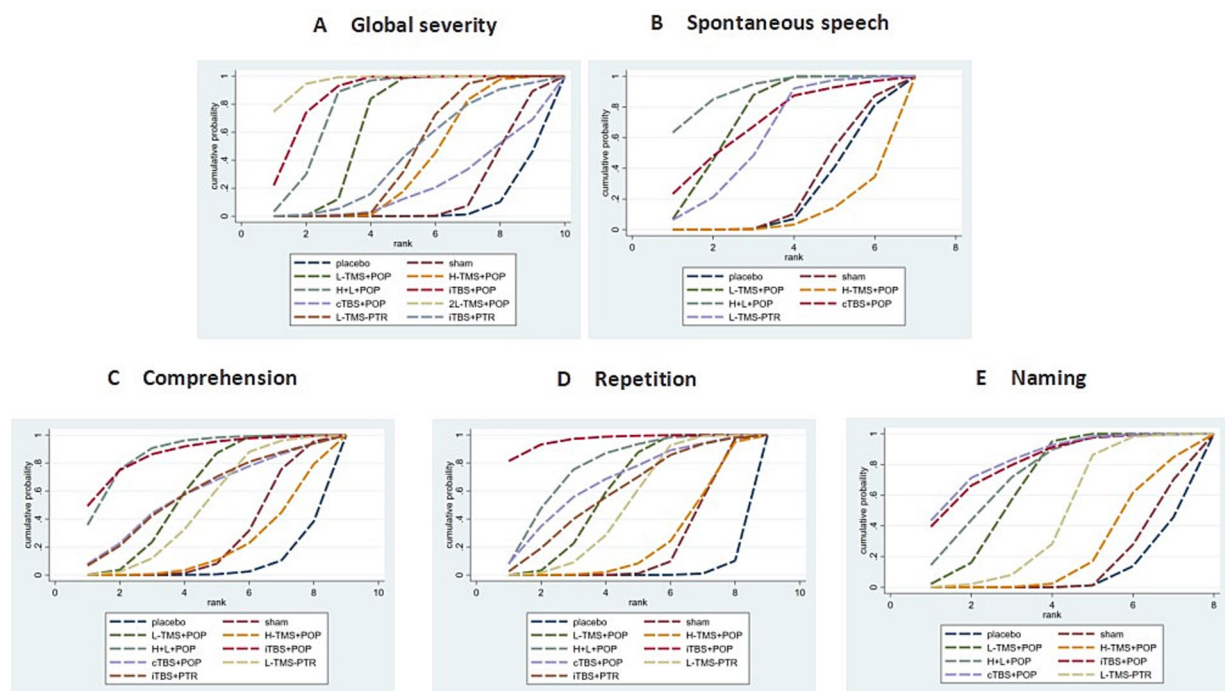 A Global severity
cumulative probaility
0 .2 .4 .6 .8 1
0 2 4 6 8 10
rank
placebo sham
L-TMS+POP H-TMS+POP
H+L+POP iTBS+POP
cTBS+POP 2L-TMS+POP
L-TMS-PTR iTBS+PTR
B Spontaneous speech
cumulative probability
0 .2 .4 .6 .8 1
0 2 4 6 8
rank
placebo sham
L-TMS+POP H-TMS+POP
H+L+POP cTBS+POP
L-TMS-PTR
C Comprehension
cumulative probability
0 .2 .4 .6 .8 1
0 2 4 6 8 10
rank
placebo sham
L-TMS+POP H-TMS+POP
H+L+POP iTBS+POP
cTBS+POP L-TMS-PTR
iTBS+PTR
D Repetition
cumulative probability
0 .2 .4 .6 .8 1
0 2 4 6 8 10
rank
placebo sham
L-TMS+POP H-TMS+POP
H+L+POP iTBS+POP
cTBS+POP L-TMS-PTR
iTBS+PTR
E Naming
cumulative probability
0 .2 .4 .6 .8 1
0 2 4 6 8
rank
placebo sham
L-TMS+POP H-TMS+POP
H+L+POP iTBS+POP
cTBS+POP L-TMS-PTR